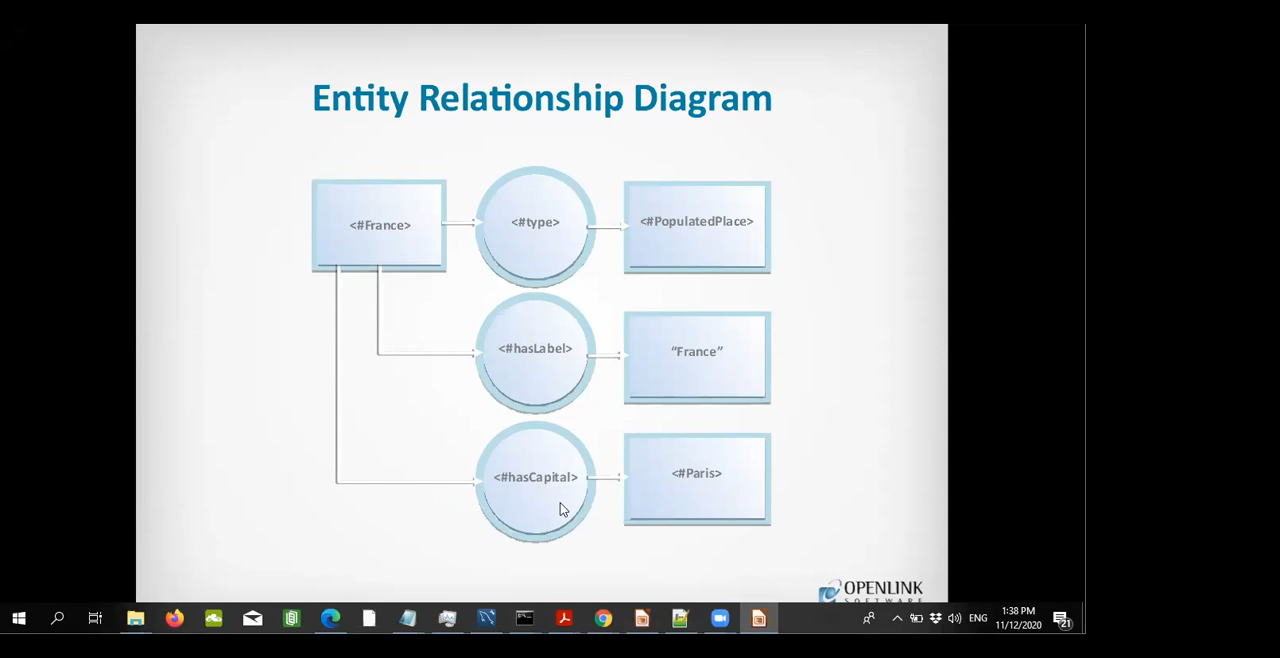 Entity Relationship Diagram
<#France>
<#type>
<#PopulatedPlace>
<#hasLabel>
“France”
<#hasCapital>
<#Paris>
OPENLINK
SOFTWARE
ENG
1:38 PM
11/12/2020
21